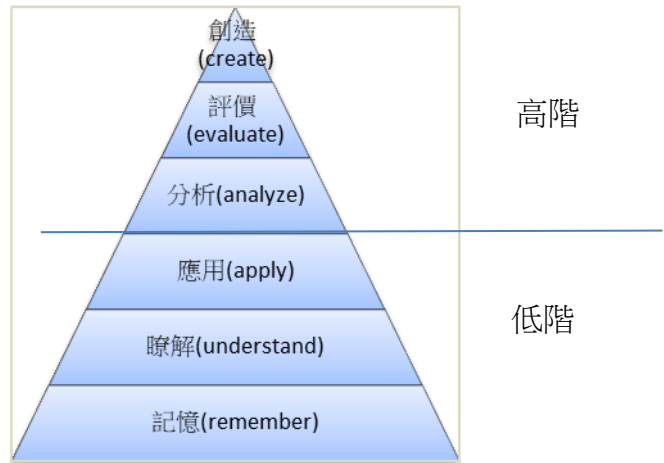 創造
(create)
評價
(evaluate)
高階
分析(analyze)
應用(apply)
低階
瞭解(understand)
記憶(remember)